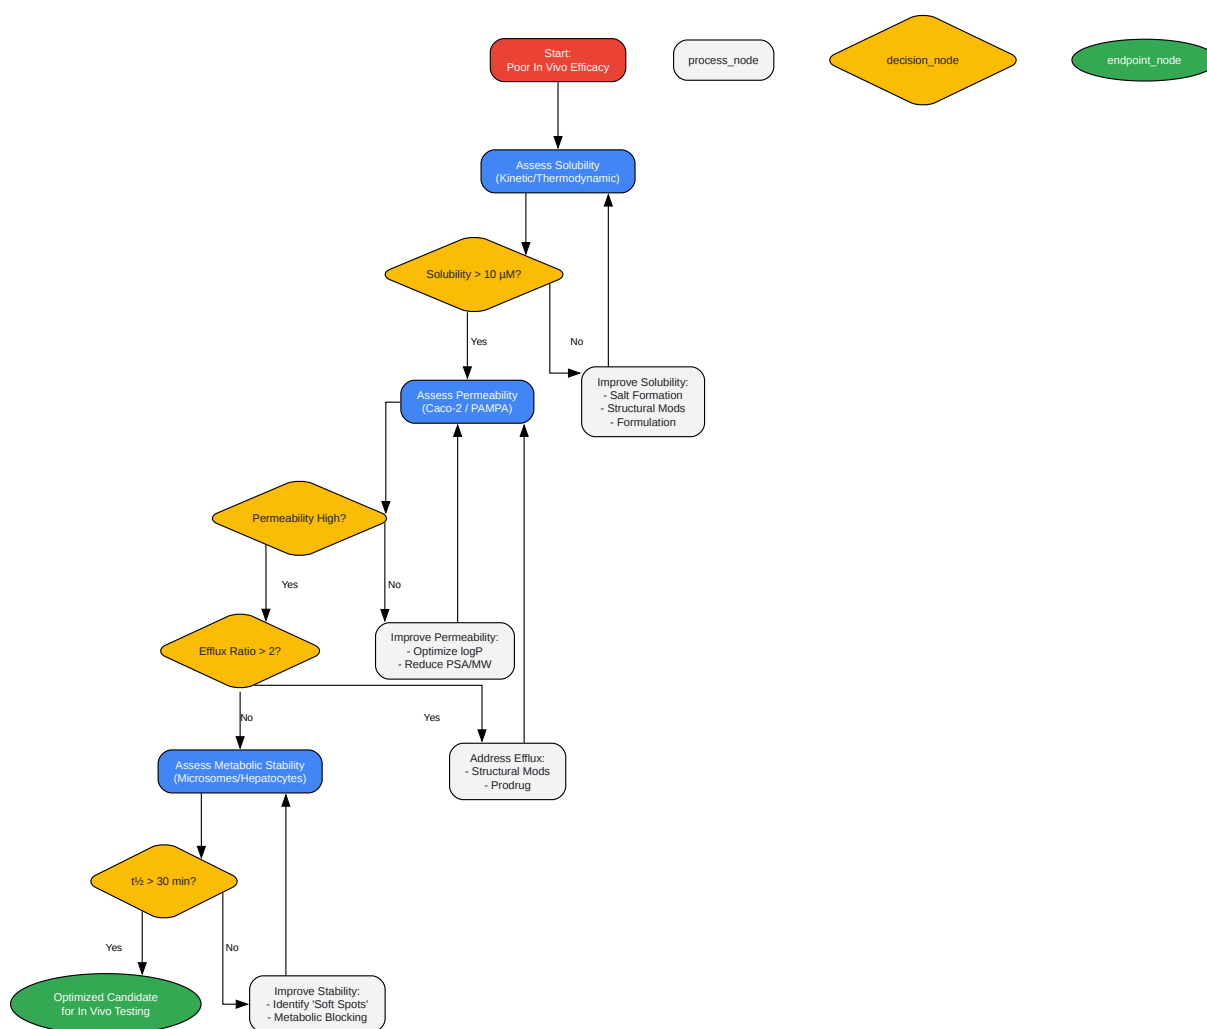 Start:
Poor In Vivo Efficacy
process_node
decision_node
endpoint_node
Assess Solubility
(Kinetic/Thermodynamic)
Solubility > 10 µM?
Yes
No
Assess Permeability
(Caco-2 / PAMPA)
Improve Solubility:
- Salt Formation
- Structural Mods
- Formulation
Permeability High?
Yes
No
Efflux Ratio > 2?
Improve Permeability:
- Optimize logP
- Reduce PSA/MW
No
Yes
Assess Metabolic Stability
(Microsomes/Hepatocytes)
Address Efflux:
- Structural Mods
- Prodrug
t½ > 30 min?
Yes
No
Optimized Candidate
for In Vivo Testing
Improve Stability:
- Identify 'Soft Spots'
- Metabolic Blocking